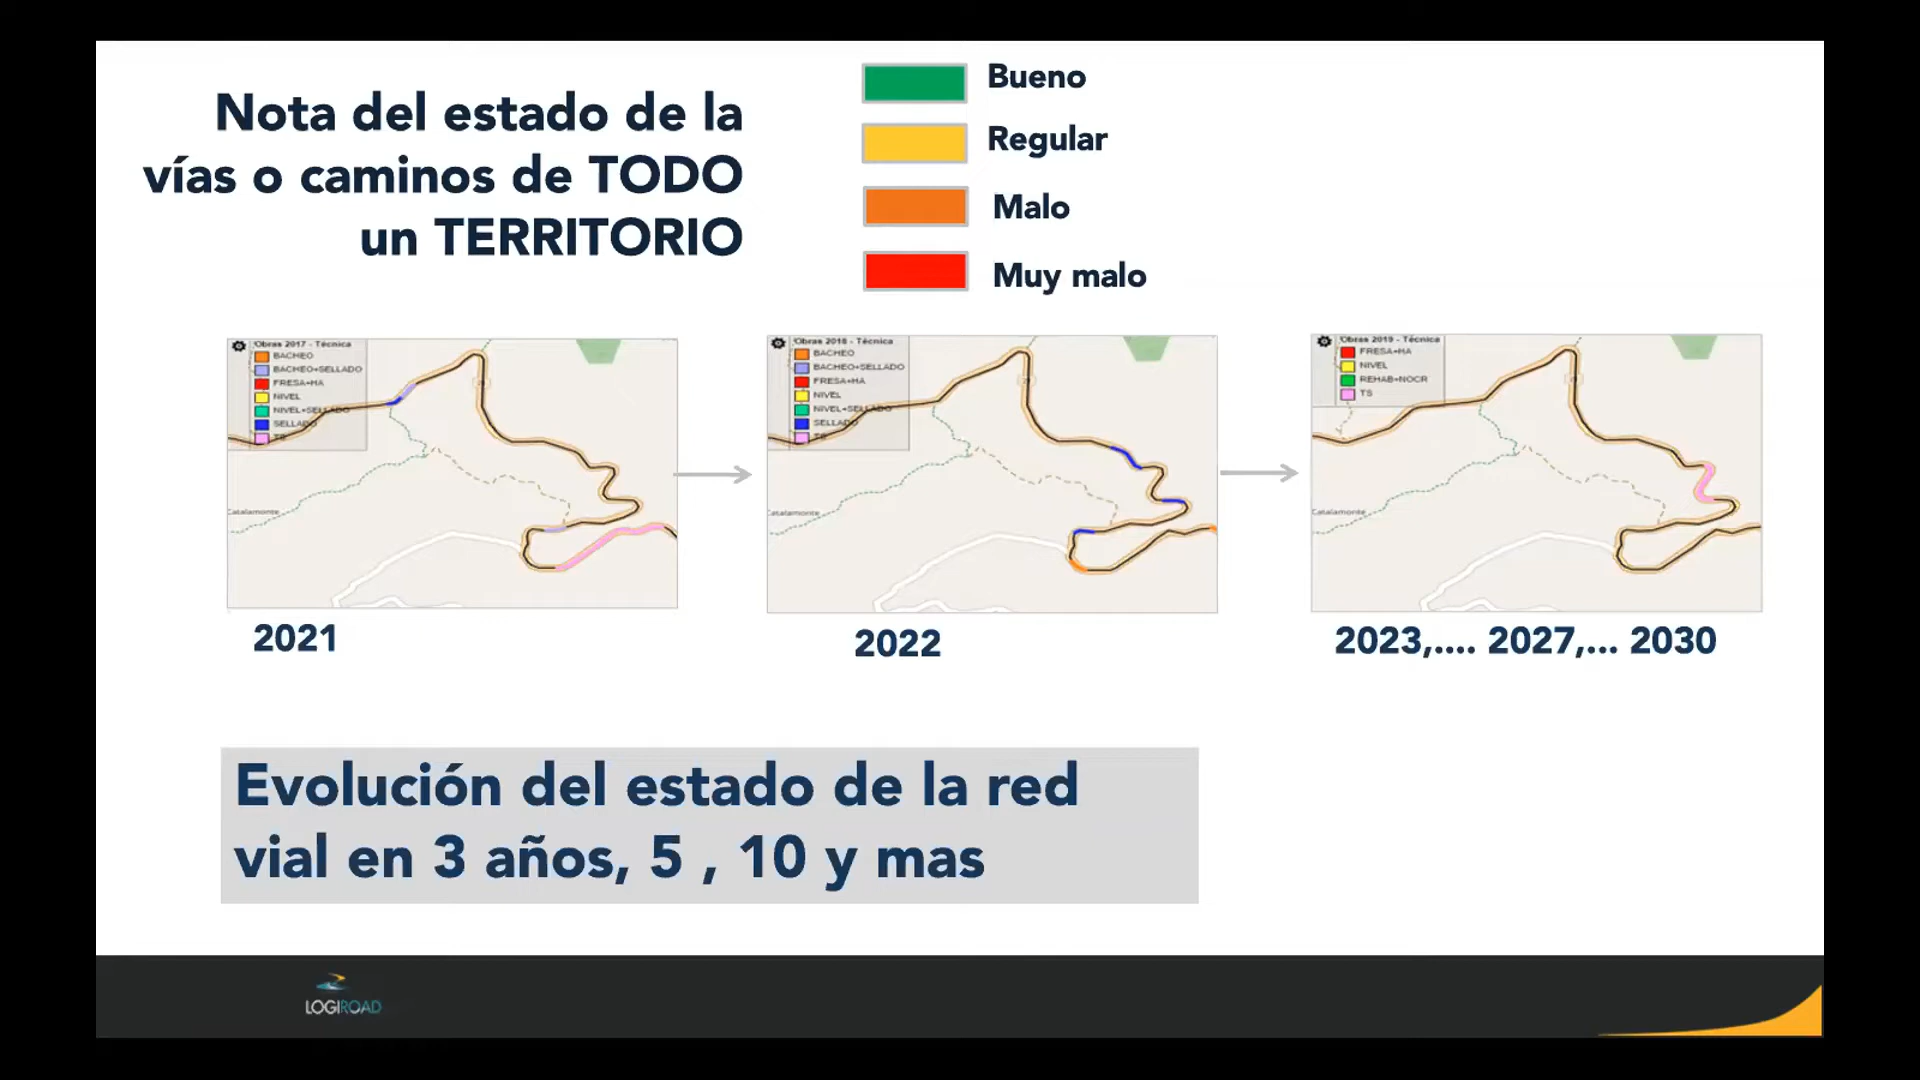 Nota del estado de la
vías o caminos de TODO
un TERRITORIO
Bueno
Regular
Malo
Muy malo
Obras 2017 - Técnica
BACHEO
BACHEO+SELLADO
FRESA+HA
NIVEL
NIVEL+SELLADO
SELLADO
TS
Catalamonte
Obras 2018 - Técnica
BACHEO
BACHEO+SELLADO
FRESA+HA
NIVEL
NIVEL+SELLADO
SELLADO
TS
Catalamonte
Obras 2019 - Técnica
FRESA+HA
NIVEL
REHAB+NOCR
TS
Catalamonte
2021
2022
2023,.... 2027,... 2030
Evolución del estado de la red
vial en 3 años, 5 , 10 y mas
LOGIROAD